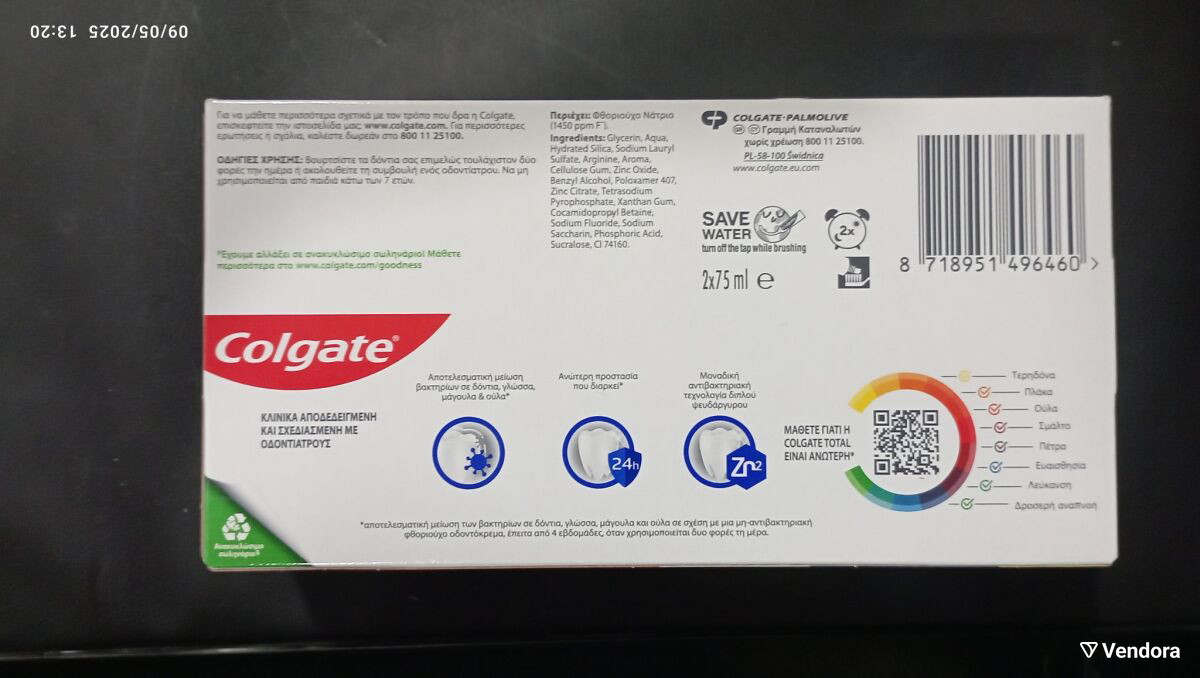 09/05/2025 13:20
Για να μάθετε περισσότερα σχετικά με τον τρόπο που δρα η Colgate,
επισκεφτείτε την ιστοσελίδα μας: www.colgate.com. Για περισσότερες
ερωτήσεις ή σχόλια, καλέστε δωρεάν στο 800 11 25100.
ΟΔΗΓΙΕΣ ΧΡΗΣΗΣ: Βουρτσίστε τα δόντια σας επιμελώς τουλάχιστον δύο
φορές την ημέρα ή ακολουθείτε τη συμβουλή ενός οδοντίατρου. Να μη
χρησιμοποιείται από παιδιά κάτω των 7 ετών.
*Έχουμε αλλάξει σε ανακυκλώσιμο σωληνάριο! Μάθετε
περισσότερα στο www.colgate.com/goodness
Περιέχει: Φθοριούχο Νάτριο
(1450 ppm F⁻).
Ingredients: Glycerin, Aqua,
Hydrated Silica, Sodium Lauryl
Sulfate, Arginine, Aroma,
Cellulose Gum, Zinc Oxide,
Benzyl Alcohol, Poloxamer 407,
Zinc Citrate, Tetrasodium
Pyrophosphate, Xanthan Gum,
Cocamidopropyl Betaine,
Sodium Fluoride, Sodium
Saccharin, Phosphoric Acid,
Sucralose, CI 74160.
CP COLGATE-PALMOLIVE
GR CY Γραμμή Καταναλωτών
χωρίς χρέωση 800 11 25100.
PL-58-100 Świdnica
www.colgate.eu.com
SAVE
WATER
turn off the tap while brushing
2x
2x75 ml e
8 718951 496460 >
Colgate®
ΚΛΙΝΙΚΑ ΑΠΟΔΕΔΕΙΓΜΕΝΗ
ΚΑΙ ΣΧΕΔΙΑΣΜΕΝΗ ΜΕ
ΟΔΟΝΤΙΑΤΡΟΥΣ
Αποτελεσματική μείωση
βακτηρίων σε δόντια, γλώσσα,
μάγουλα & ούλα*
Ανώτερη προστασία
που διαρκεί*
24h
Μοναδική
αντιβακτηριακή
τεχνολογία διπλού
ψευδάργυρου
Zn2
ΜΑΘΕΤΕ ΓΙΑΤΙ Η
COLGATE TOTAL
ΕΙΝΑΙ ΑΝΩΤΕΡΗ*
Τερηδόνα
Πλάκα
Ούλα
Σμάλτο
Πέτρα
Ευαισθησία
Λεύκανση
Δροσερή αναπνοή
Ανακυκλώσιμο
σωληνάριο
*αποτελεσματική μείωση των βακτηρίων σε δόντια, γλώσσα, μάγουλα και ούλα σε σχέση με μια μη-αντιβακτηριακή
φθοριούχο οδοντόκρεμα, έπειτα από 4 εβδομάδες, όταν χρησιμοποιείται δυο φορές τη μέρα.
Vendora